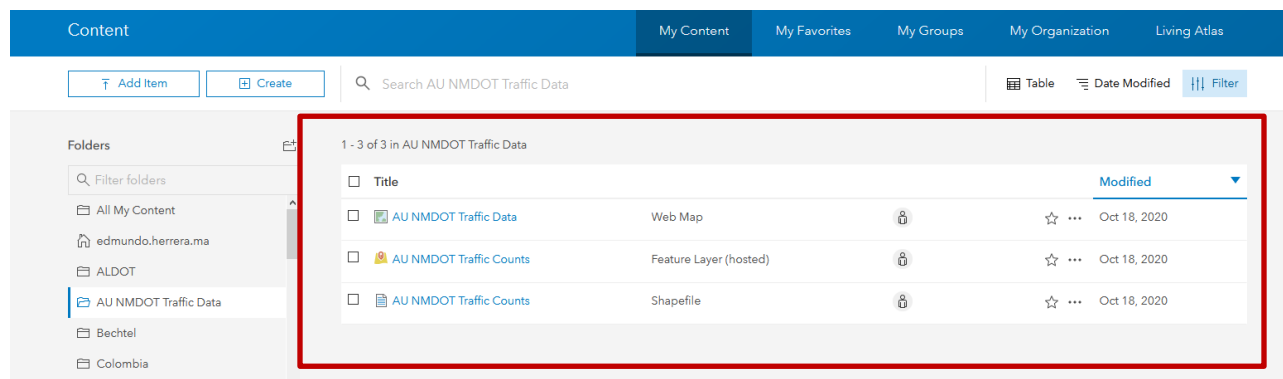 Content My Content My Favorites My Groups My Organization Living Atlas
Add Item Create Search AU NMDOT Traffic Data Table Date Modified Filter
Folders
Filter folders
All My Content
edmundo.herrera.ma
ALDOT
AU NMDOT Traffic Data
Bechtel
Colombia
1 - 3 of 3 in AU NMDOT Traffic Data
Title Modified
AU NMDOT Traffic Data Web Map Oct 18, 2020
AU NMDOT Traffic Counts Feature Layer (hosted) Oct 18, 2020
AU NMDOT Traffic Counts Shapefile Oct 18, 2020